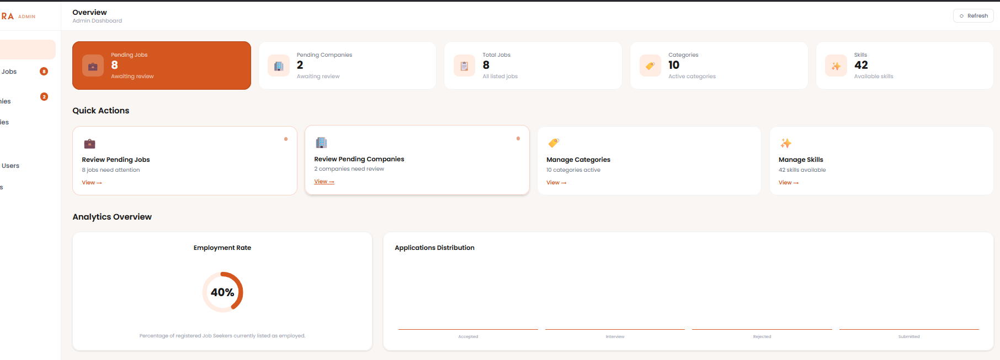 RA ADMIN
Overview
Admin Dashboard
Refresh
Jobs 8
nies 2
ies
Users
s
Pending Jobs
8
Awaiting review
Pending Companies
2
Awaiting review
Total Jobs
8
All listed jobs
Categories
10
Active categories
Skills
42
Available skills
Quick Actions
Review Pending Jobs
8 jobs need attention
View →
Review Pending Companies
2 companies need review
View →
Manage Categories
10 categories active
View →
Manage Skills
42 skills available
View →
Analytics Overview
Employment Rate
40%
Percentage of registered Job Seekers currently listed as employed.
Applications Distribution
Accepted
Interview
Rejected
Submitted